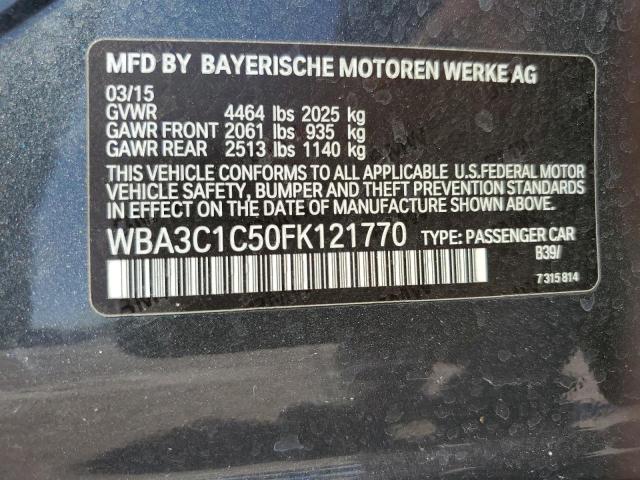 MFD BY BAYERISCHE MOTOREN WERKE AG
03/15
GVWR 4464 lbs 2025 kg
GAWR FRONT 2061 lbs 935 kg
GAWR REAR 2513 lbs 1140 kg
THIS VEHICLE CONFORMS TO ALL APPLICABLE U.S.FEDERAL MOTOR
VEHICLE SAFETY, BUMPER AND THEFT PREVENTION STANDARDS
IN EFFECT ON THE DATE OF MANUFACTURE SHOWN ABOVE.
WBA3C1C50FK121770 TYPE: PASSENGER CAR
B39/
7 315 814